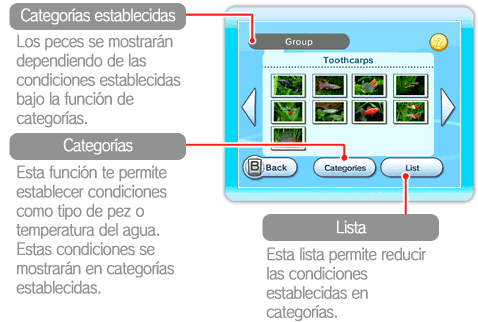 Categorías establecidas
Los peces se mostrarán
dependiendo de las
condiciones establecidas
bajo la función de
categorías.
Categorías
Esta función te permite
establecer condiciones
como tipo de pez o
temperatura del agua.
Estas condiciones se
mostrarán en categorías
establecidas.
Group
?
Toothcarps
B Back
Categories
List
Lista
Esta lista permite reducir
las condiciones
establecidas en
categorías.